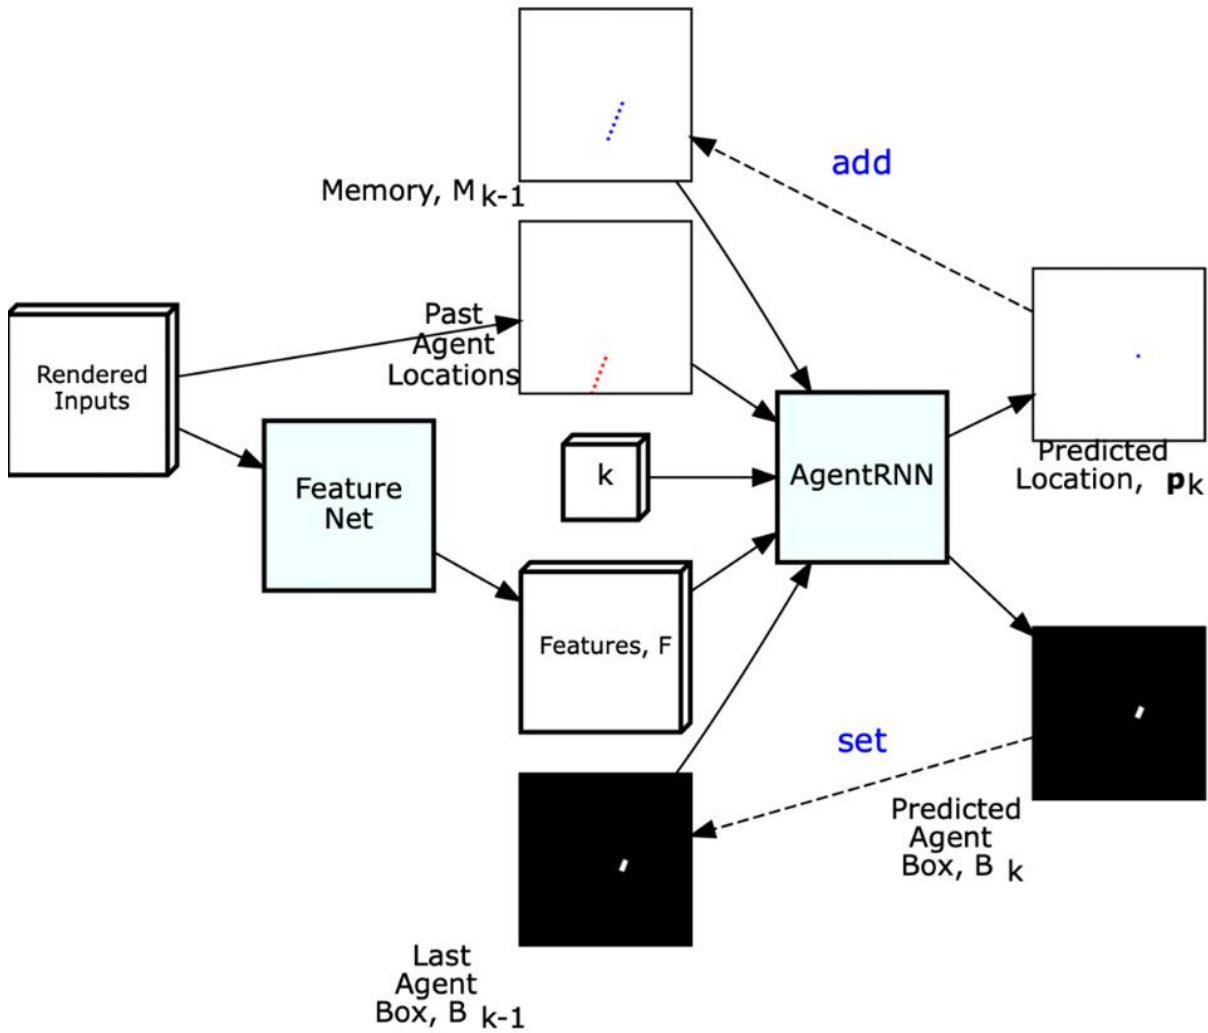 add
Memory, M k-1
Past
Agent
Locations
Rendered
Inputs
Feature
Net
k
AgentRNN
Predicted
Location, pk
Features, F
set
Predicted
Agent
Box, B k
Last
Agent
Box, B k-1